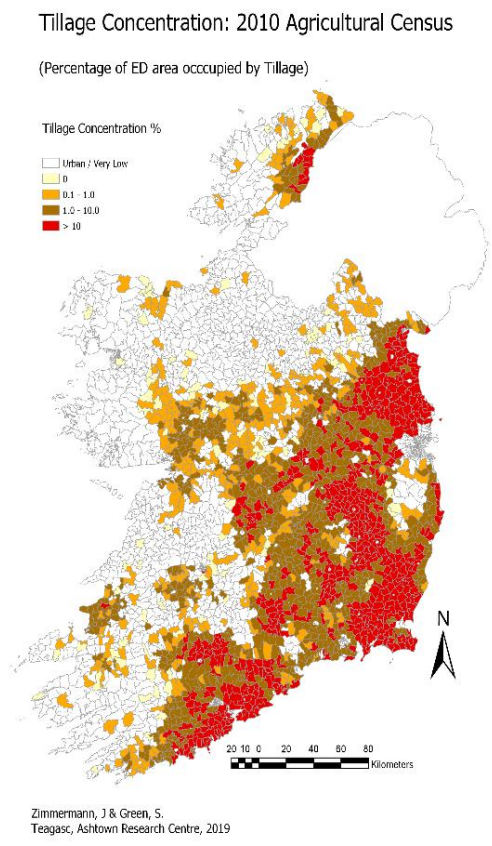 Tillage Concentration: 2010 Agricultural Census
(Percentage of ED area occcupied by Tillage)
Tillage Concentration %
Urban / Very Low
0
0.1 - 1.0
1.0 - 10.0
> 10
N
20 10 0 20 40 60 80
Kilometers
Zimmermann, J & Green, S.
Teagasc, Ashtown Research Centre, 2019